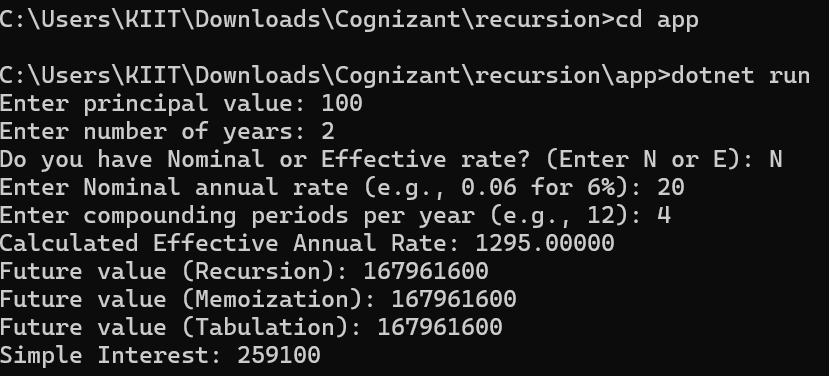 C:\Users\KIIT\Downloads\Cognizant\recursion>cd app
C:\Users\KIIT\Downloads\Cognizant\recursion\app>dotnet run
Enter principal value: 100
Enter number of years: 2
Do you have Nominal or Effective rate? (Enter N or E): N
Enter Nominal annual rate (e.g., 0.06 for 6%): 20
Enter compounding periods per year (e.g., 12): 4
Calculated Effective Annual Rate: 1295.00000
Future value (Recursion): 167961600
Future value (Memoization): 167961600
Future value (Tabulation): 167961600
Simple Interest: 259100